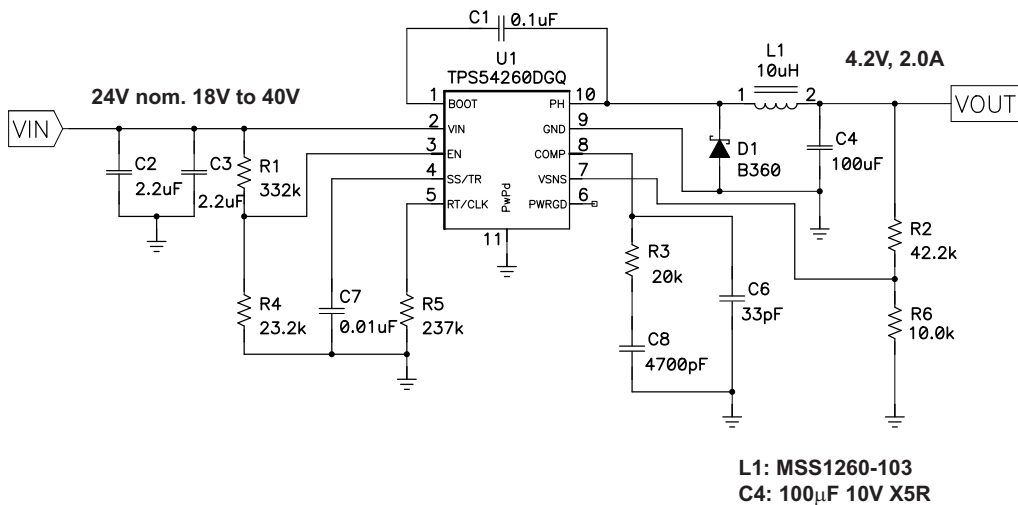 C1
0.1uF
U1
TPS54260DGQ
L1
10uH
4.2V, 2.0A
24V nom. 18V to 40V
VIN
1 BOOT
2 VIN
3 EN
4 SS/TR
5 RT/CLK
PH 10
GND 9
COMP 8
VSNS 7
PWRGD 6
PwPd
11
1 2
VOUT
C2
2.2uF
C3
2.2uF
R1
332k
D1
B360
C4
100uF
R2
42.2k
R3
20k
R4
23.2k
C7
0.01uF
R5
237k
C6
33pF
R6
10.0k
C8
4700pF
L1: MSS1260-103
C4: 100µF 10V X5R